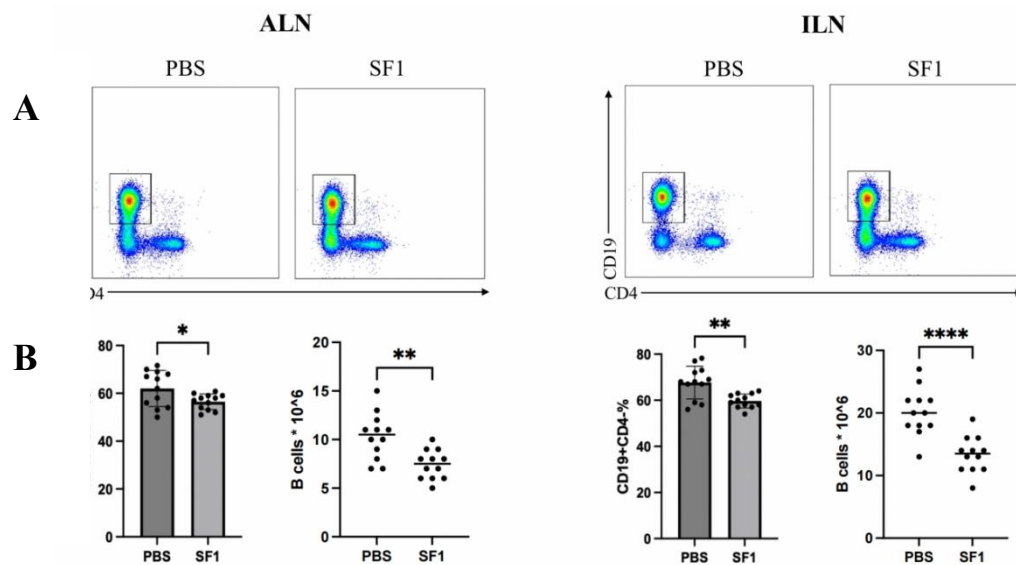 ALN ILN
PBS SF1 PBS SF1
A
CD19
CD4
D4
B
* ** ** ****
80
60
40
20
0
PBS SF1
B cells * 10^6
20
15
10
5
0
PBS SF1
CD19+CD4-%
80
60
40
20
0
PBS SF1
B cells * 10^6
30
20
10
0
PBS SF1